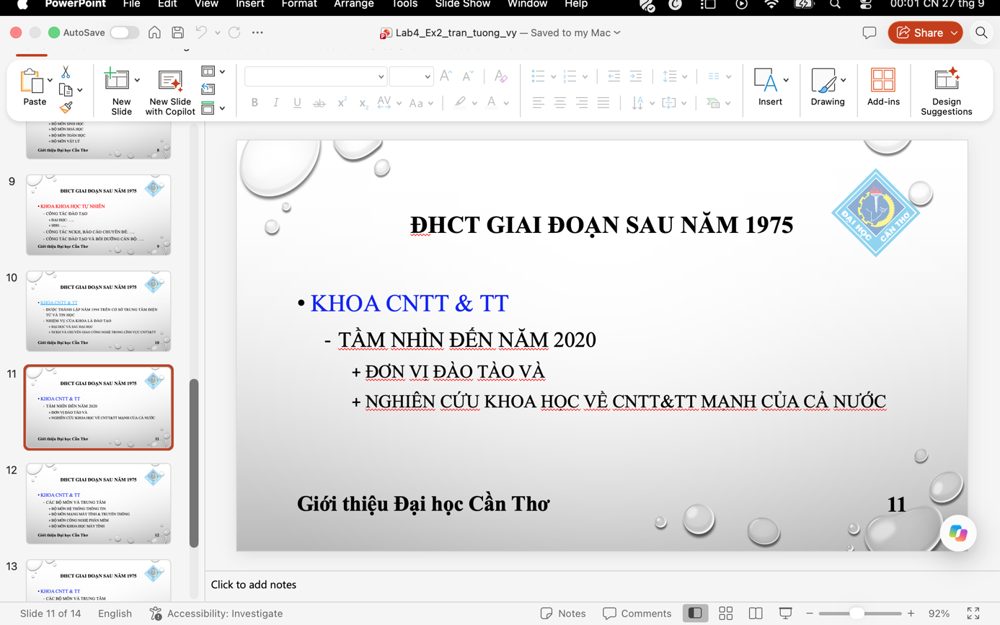 PowerPoint File Edit View Insert Format Arrange Tools Slide Show Window Help 00:01 CN 27 thg 9
AutoSave Lab4_Ex2_tran_tuong_vy — Saved to my Mac Share
Paste
New Slide
New Slide with Copilot
Insert
Drawing
Add-ins
Design Suggestions
+ BỘ MÔN SINH HỌC
+ BỘ MÔN HOÁ HỌC
+ BỘ MÔN TOÁN HỌC
+ BỘ MÔN VẬT LÝ
Giới thiệu Đại học Cần Thơ 8
9
ĐHCT GIAI ĐOẠN SAU NĂM 1975
• KHOA KHOA HỌC TỰ NHIÊN
- CÔNG TÁC ĐÀO TẠO
+ ĐẠI HỌC: .....
+ SĐH: .....
- CÔNG TÁC NCKH, BÁO CÁO CHUYÊN ĐỀ: .....
- CÔNG TÁC ĐÀO TẠO VÀ BỒI DƯỠNG CÁN BỘ: .....
Giới thiệu Đại học Cần Thơ 9
10
ĐHCT GIAI ĐOẠN SAU NĂM 1975
• KHOA CNTT & TT
- ĐƯỢC THÀNH LẬP NĂM 1994 TRÊN CƠ SỞ TRUNG TÂM ĐIỆN
TỬ VÀ TIN HỌC
- NHIỆM VỤ CỦA KHOA LÀ ĐÀO TẠO
+ ĐẠI HỌC VÀ SAU ĐẠI HỌC
+ NCKH VÀ CHUYỂN GIAO CÔNG NGHỆ TRONG LĨNH VỰC CNTT&TT
Giới thiệu Đại học Cần Thơ 10
11
ĐHCT GIAI ĐOẠN SAU NĂM 1975
• KHOA CNTT & TT
- TẦM NHÌN ĐẾN NĂM 2020
+ ĐƠN VỊ ĐÀO TÀO VÀ
+ NGHIÊN CỨU KHOA HỌC VỀ CNTT&TT MẠNH CỦA CẢ NƯỚC
Giới thiệu Đại học Cần Thơ 11
12
ĐHCT GIAI ĐOẠN SAU NĂM 1975
• KHOA CNTT & TT
- CÁC BỘ MÔN VÀ TRUNG TÂM
+ BỘ MÔN HỆ THỐNG THÔNG TIN
+ BỘ MÔN MẠNG MÁY TÍNH & TRUYỀN THÔNG
+ BỘ MÔN CÔNG NGHỆ PHẦN MỀM
+ BỘ MÔN KHOA HỌC MÁY TÍNH
Giới thiệu Đại học Cần Thơ 12
13
ĐHCT GIAI ĐOẠN SAU NĂM 1975
• KHOA CNTT & TT
- CÁC BỘ MÔN VÀ TRUNG TÂM
ĐHCT GIAI ĐOẠN SAU NĂM 1975
ĐẠI HỌC CẦN THƠ
• KHOA CNTT & TT
- TẦM NHÌN ĐẾN NĂM 2020
+ ĐƠN VỊ ĐÀO TÀO VÀ
+ NGHIÊN CỨU KHOA HỌC VỀ CNTT&TT MẠNH CỦA CẢ NƯỚC
Giới thiệu Đại học Cần Thơ 11
Click to add notes
Slide 11 of 14 English Accessibility: Investigate Notes Comments 92%